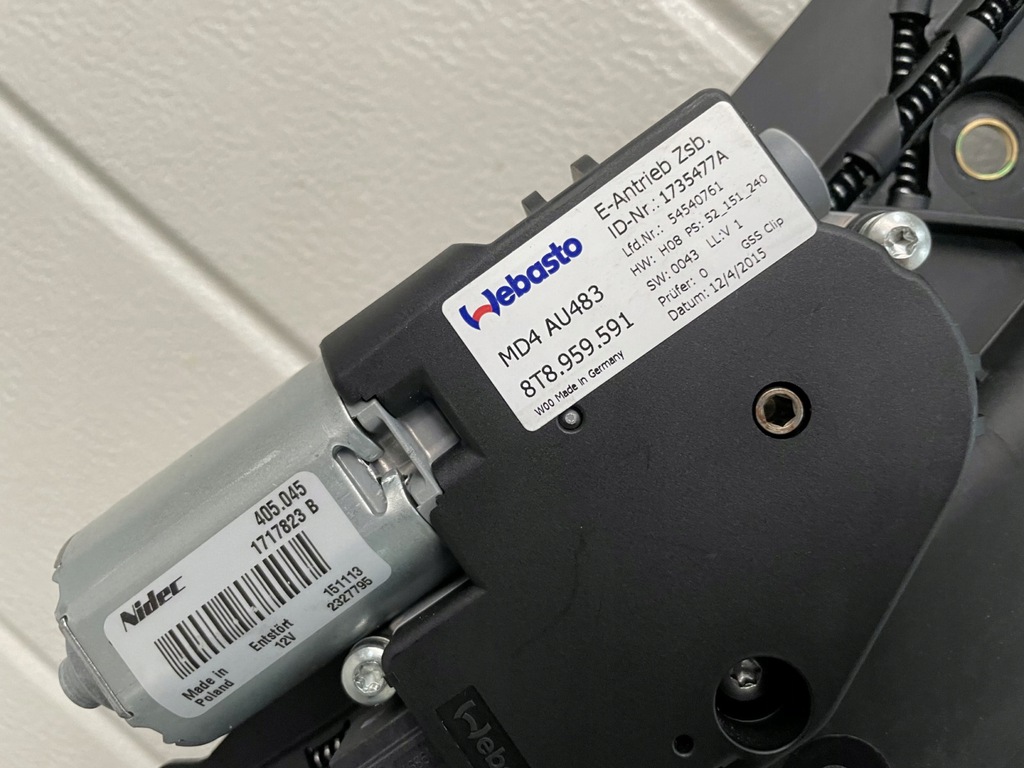 Webasto
MD4 AU483
8T8.959.591
W00 Made in Germany
E-Antrieb Zsb.
ID-Nr.: 1735477A
Lfd.Nr.: 54540761
HW: H08 PS: 52_151_240
SW: 0043 LL:V 1
Prüfer: 0 GSS Clip
Datum: 12/4/2015
Nidec
405.045
1717823 B
151113
2327795
Entstört
12V
Made in
Poland
Web